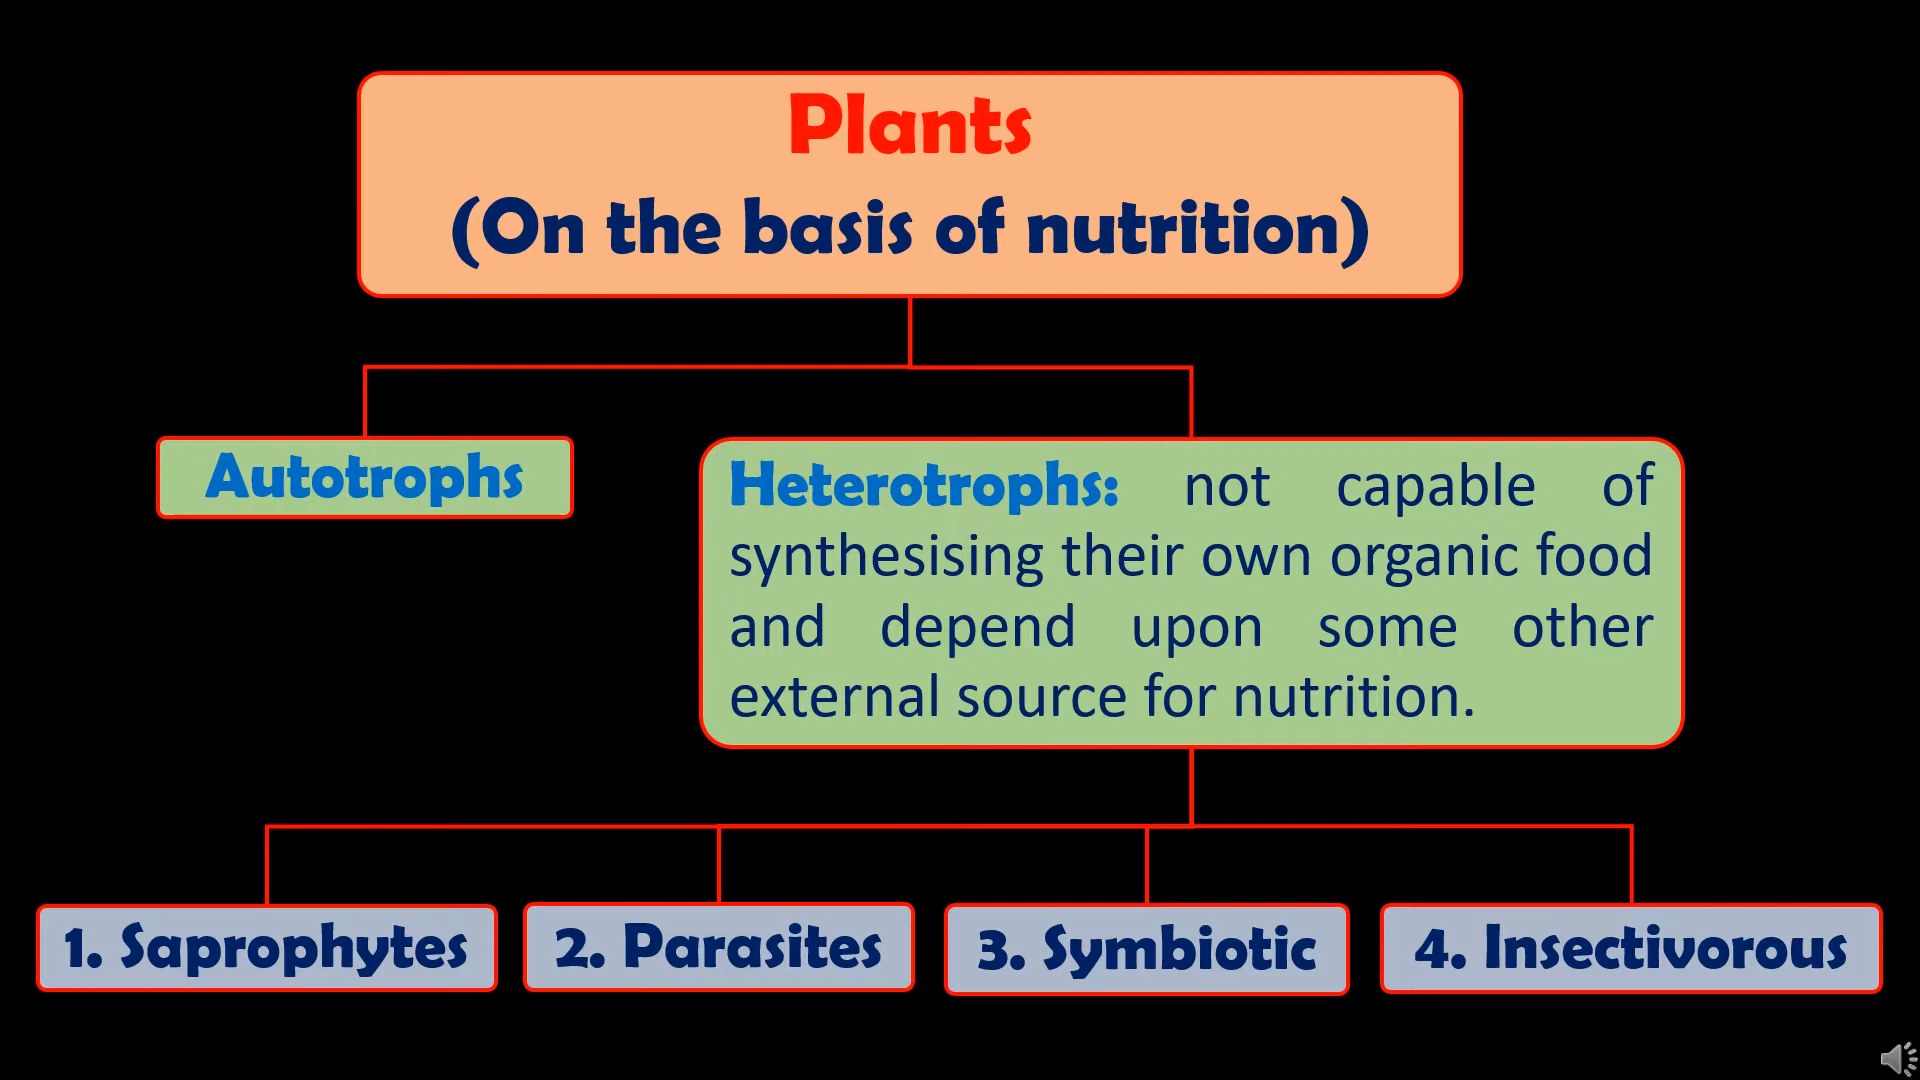 Plants
(On the basis of nutrition)
Autotrophs
Heterotrophs: not capable of
synthesising their own organic food
and depend upon some other
external source for nutrition.
1. Saprophytes
2. Parasites
3. Symbiotic
4. Insectivorous